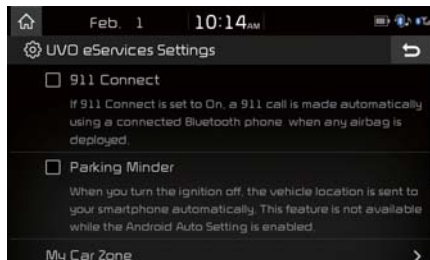 Feb. 1 10:14 AM
UVO eServices Settings
911 Connect
If 911 Connect is set to On, a 911 call is made automatically
using a connected Bluetooth phone when any airbag is
deployed.
Parking Minder
When you turn the ignition off, the vehicle location is sent to
your smartphone automatically. This feature is not available
while the Android Auto Setting is enabled.
My Car Zone